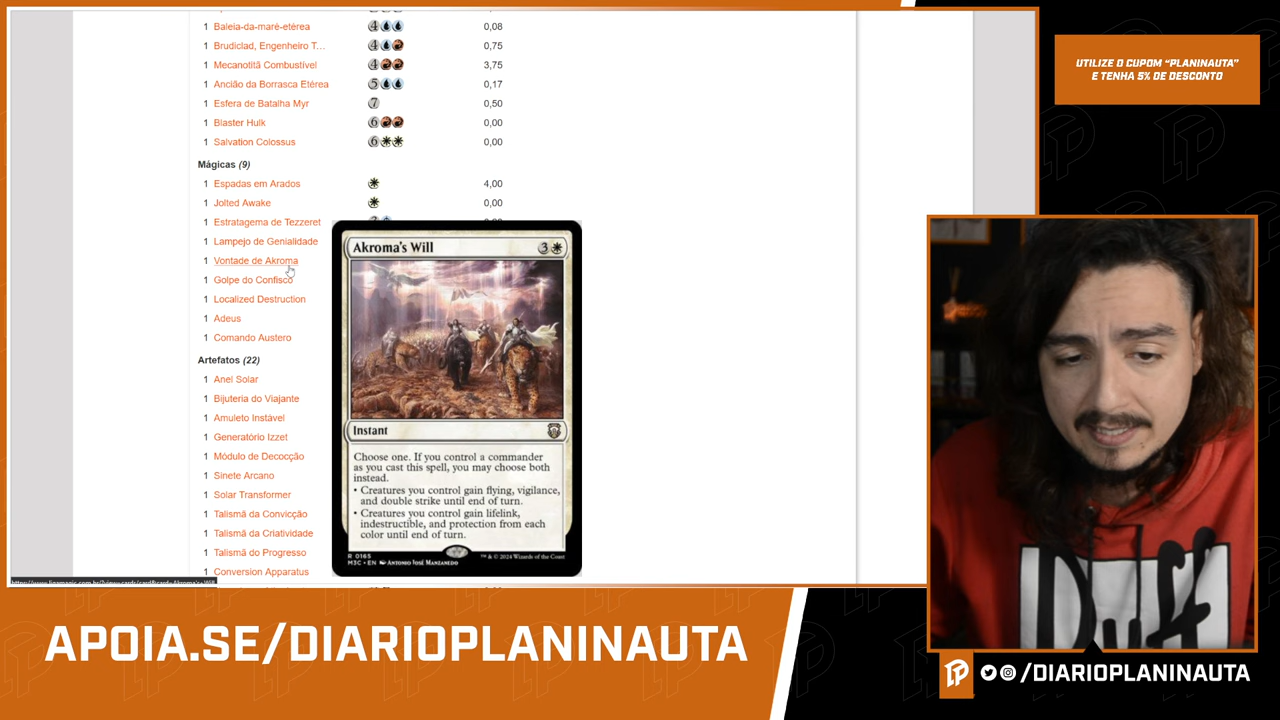 1 Baleia-da-maré-etérea 4 0,08
1 Brudiclad, Engenheiro T... 4 0,75
1 Mecanotitã Combustível 4 3,75
1 Ancião da Borrasca Etérea 5 0,17
1 Esfera de Batalha Myr 7 0,50
1 Blaster Hulk 6 0,00
1 Salvation Colossus 6 0,00
Mágicas (9)
1 Espadas em Arados 4,00
1 Jolted Awake 0,00
1 Estratagema de Tezzeret
1 Lampejo de Genialidade
1 Vontade de Akroma
1 Golpe do Confisco
1 Localized Destruction
1 Adeus
1 Comando Austero
Artefatos (22)
1 Anel Solar
1 Bijuteria do Viajante
1 Amuleto Instável
1 Generatório Izzet
1 Módulo de Decocção
1 Sinete Arcano
1 Solar Transformer
1 Talismã da Convicção
1 Talismã da Criatividade
1 Talismã do Progresso
1 Conversion Apparatus
Akroma's Will 3
Instant
Choose one. If you control a commander
as you cast this spell, you may choose both
instead.
• Creatures you control gain flying, vigilance,
and double strike until end of turn.
• Creatures you control gain lifelink,
indestructible, and protection from each
color until end of turn.
R 0165
M3C • EN ANTONIO JOSÉ MANZANEDO
™ & © 2024 Wizards of the Coast
UTILIZE O CUPOM "PLANINAUTA"
E TENHA 5% DE DESCONTO
DUFF
APOIA.SE/DIARIOPLANINAUTA
/DIARIOPLANINAUTA